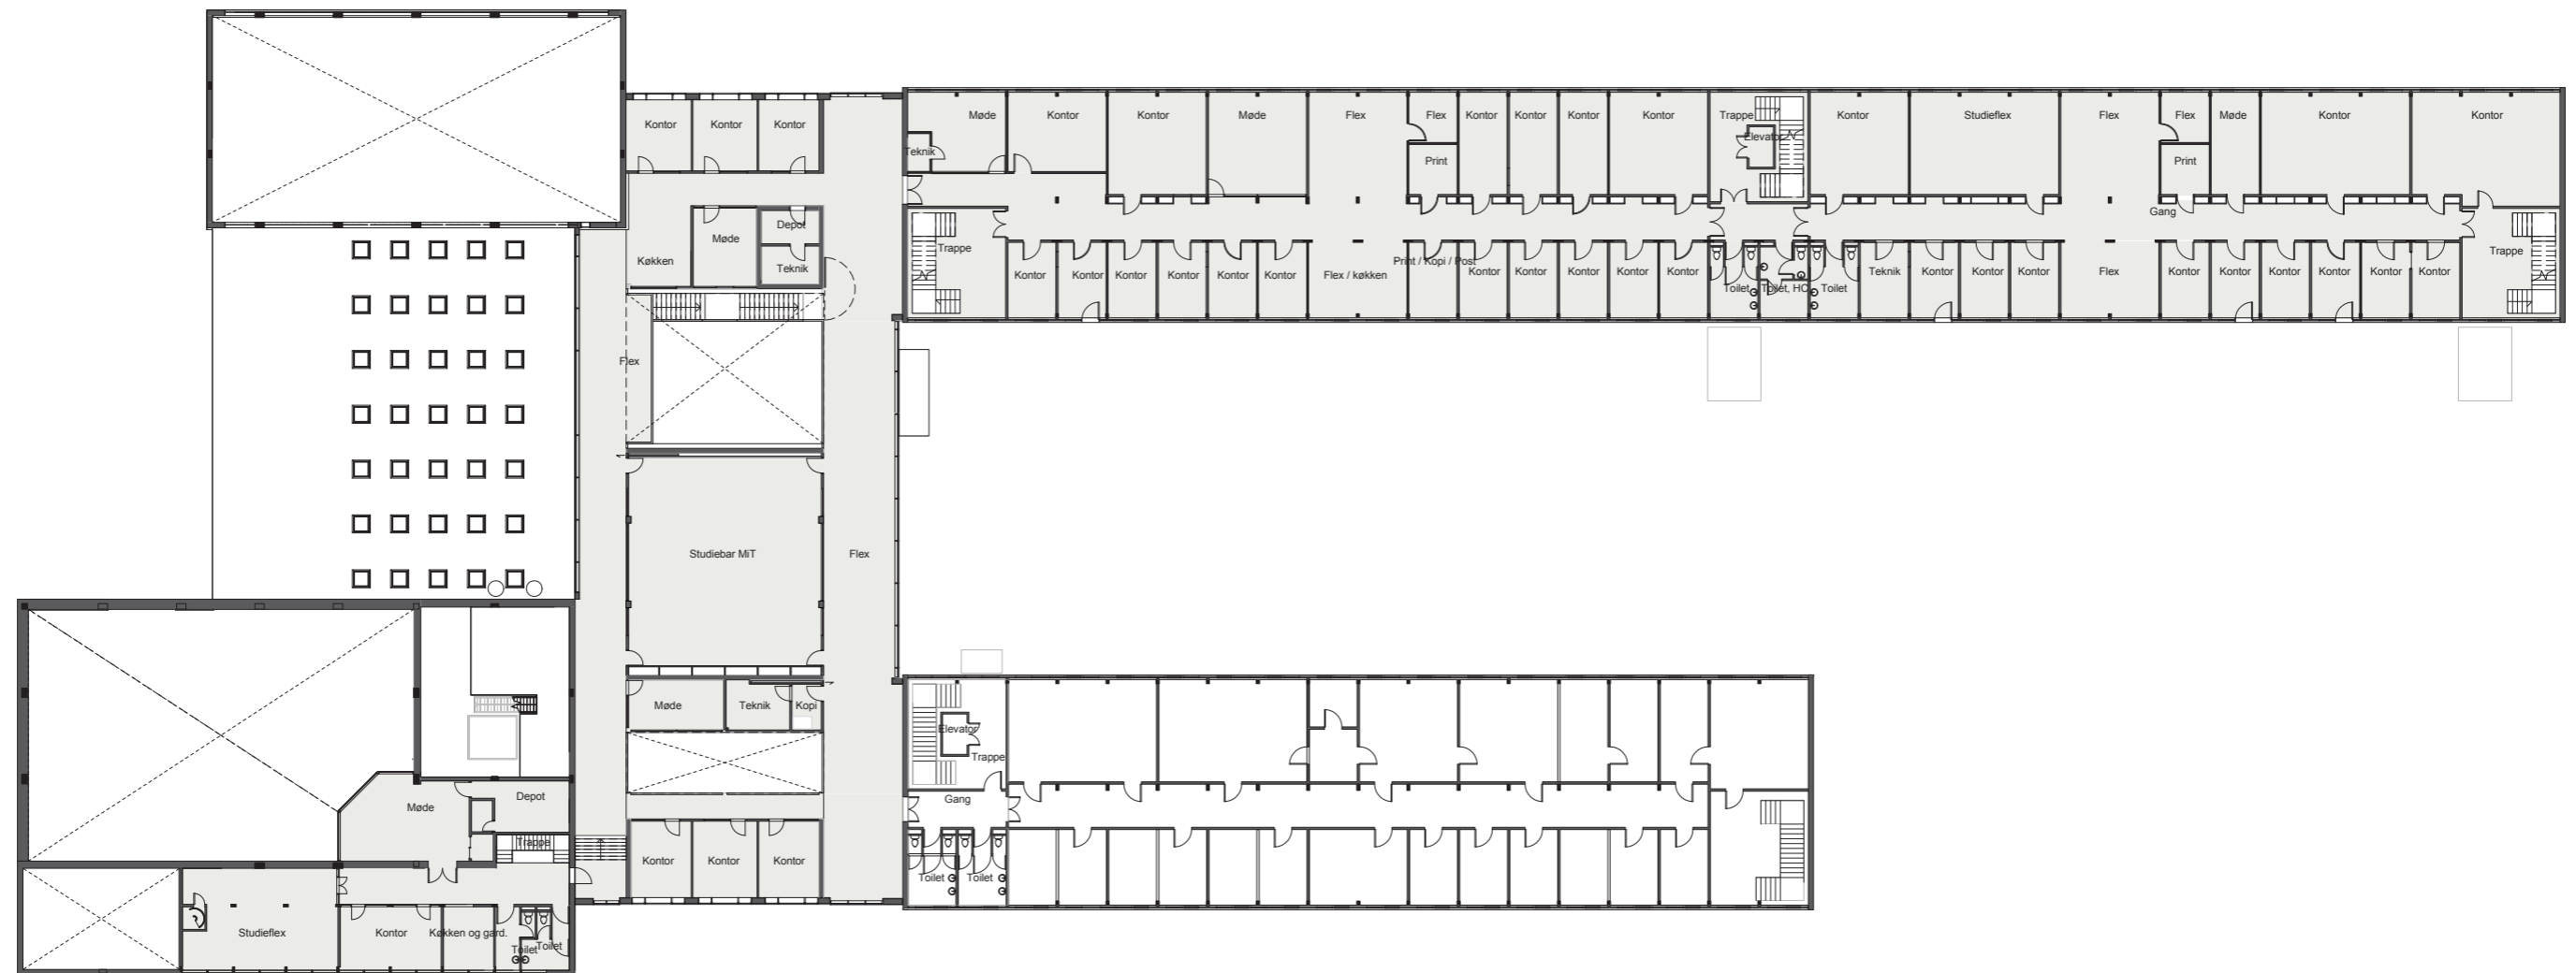 Kontor
Kontor
Kontor
Møde
Kontor
Kontor
Møde
Flex
Flex
Kontor
Kontor
Kontor
Kontor
Trappe
Kontor
Studieflex
Flex
Flex
Møde
Kontor
Kontor
Elevator
Teknik
Print
Print
Gang
Depot
Møde
Trappe
Trappe
Køkken
Teknik
Kontor
Kontor
Kontor
Kontor
Kontor
Kontor
Flex / køkken
Print / Kopi / Post
Kontor
Kontor
Kontor
Kontor
Kontor
Toilet
Toilet, HC
Toilet
Teknik
Kontor
Kontor
Kontor
Flex
Kontor
Kontor
Kontor
Kontor
Kontor
Kontor
Flex
Studiebar MiT
Flex
Møde
Teknik
Kopi
Elevator
Trappe
Gang
Møde
Depot
Trappe
Kontor
Kontor
Kontor
Toilet
Toilet
Studieflex
Kontor
Køkken og gard.
Toilet
Toilet